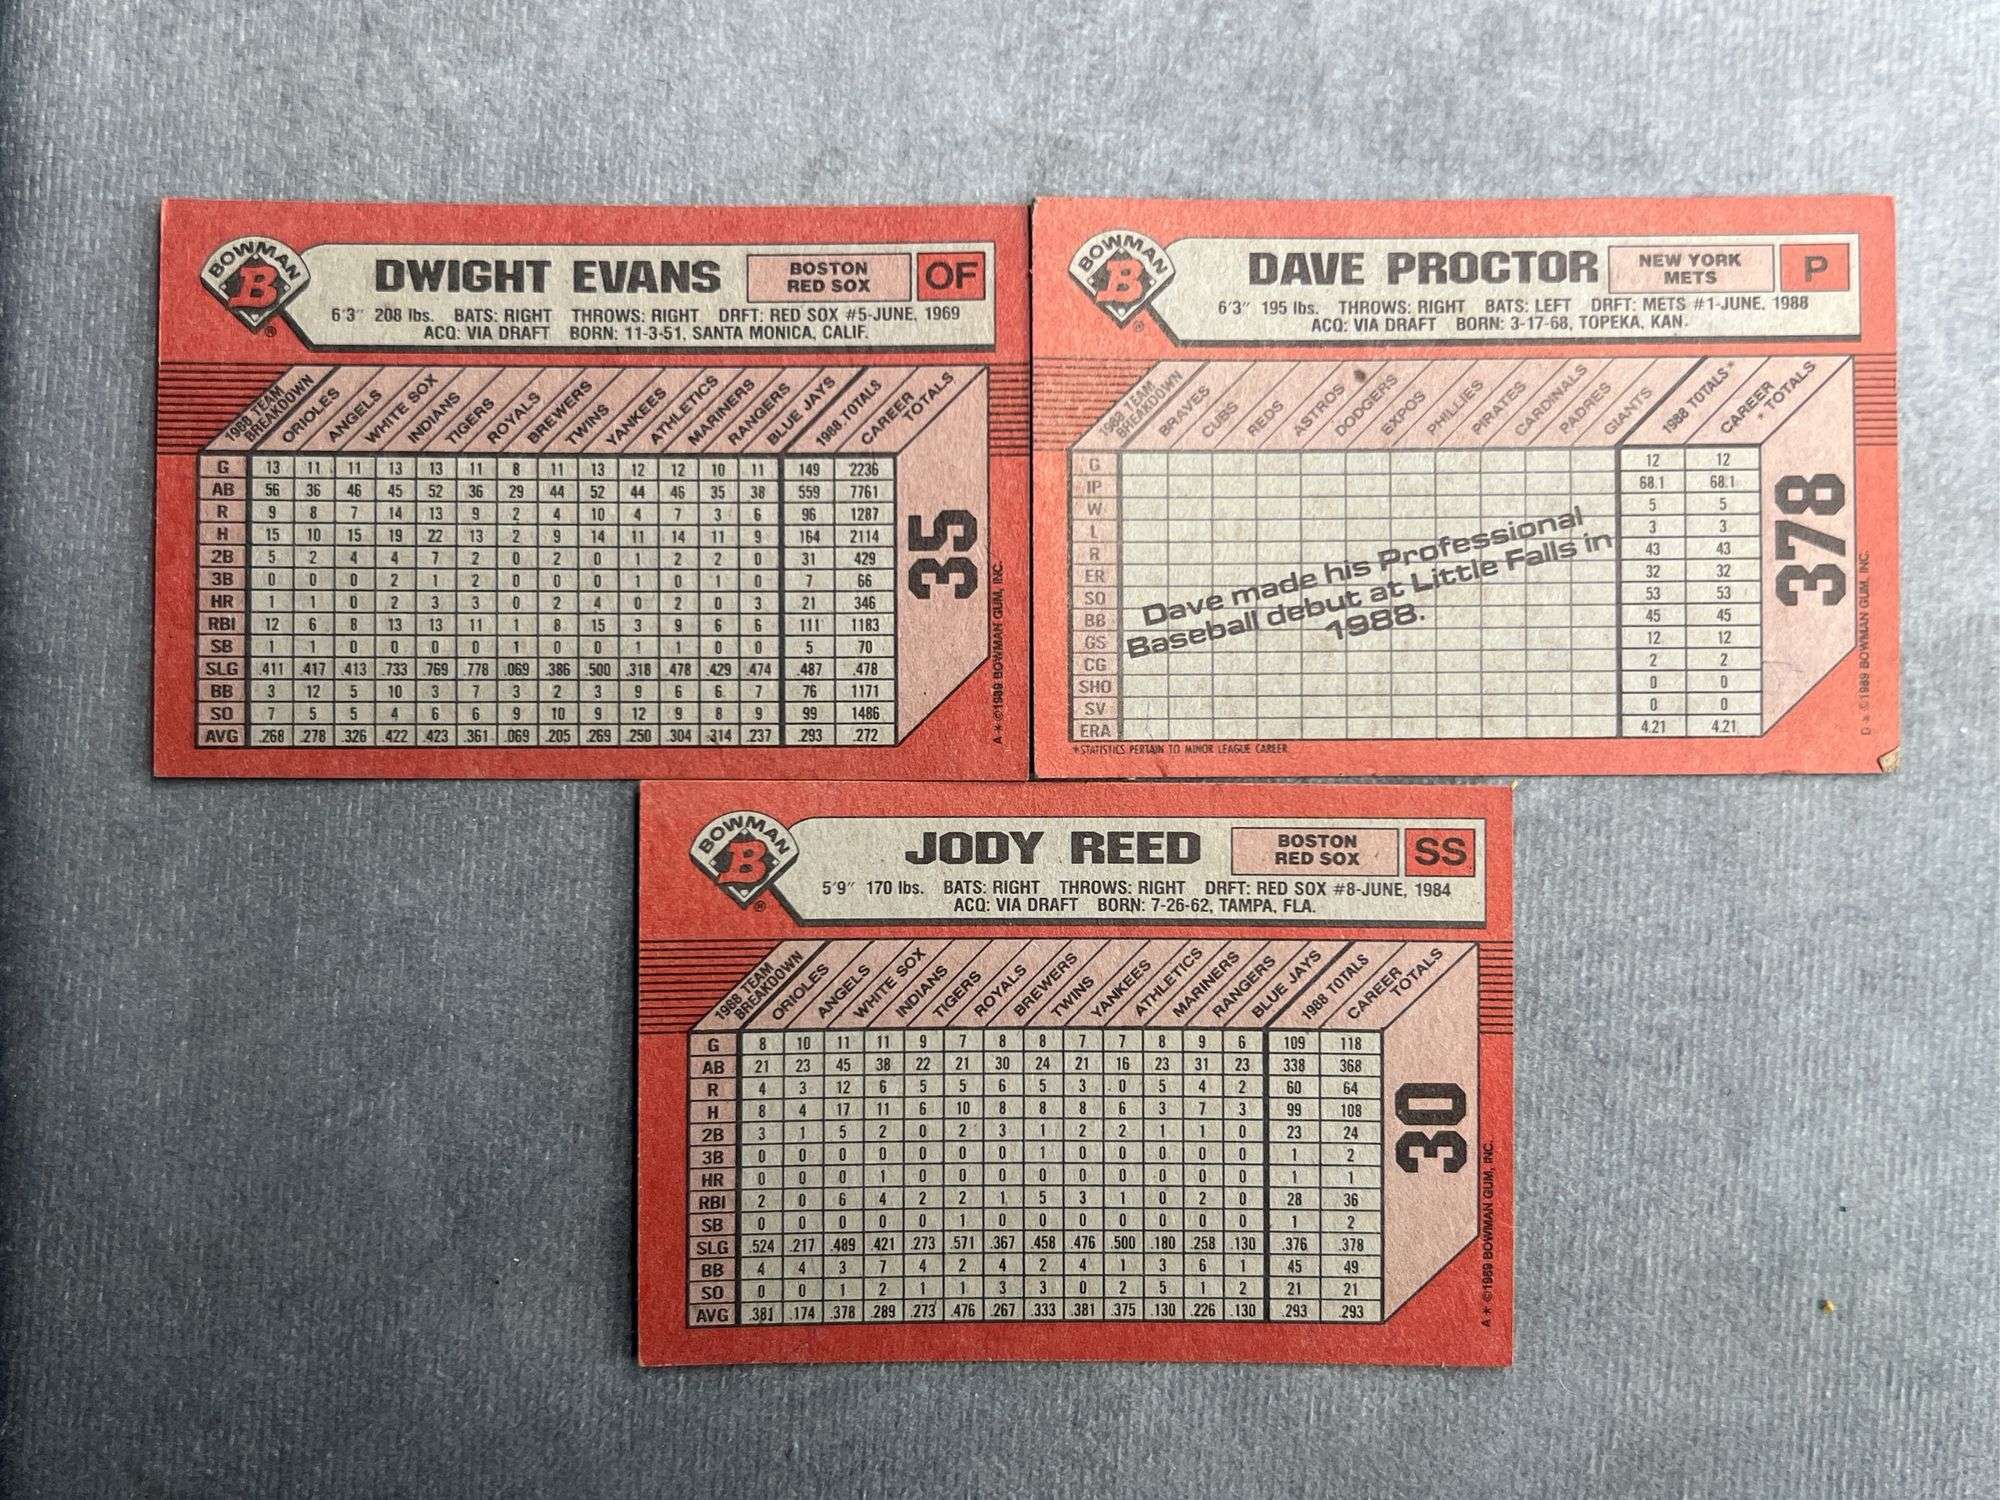 BOWMAN
B
®
DWIGHT EVANS
BOSTON
RED SOX
OF
6'3" 208 lbs. BATS: RIGHT THROWS: RIGHT DRFT: RED SOX #5-JUNE, 1969
ACQ: VIA DRAFT BORN: 11-3-51, SANTA MONICA, CALIF.
1988 TEAM BREAKDOWN ORIOLES ANGELS WHITE SOX INDIANS TIGERS ROYALS BREWERS TWINS YANKEES ATHLETICS MARINERS RANGERS BLUE JAYS 1988 TOTALS CAREER TOTALS
G 13 11 11 13 13 11 8 11 13 12 12 10 11 149 2236
AB 56 36 46 45 52 36 29 44 52 44 46 35 38 559 7761
R 9 8 7 14 13 9 2 4 10 4 7 3 6 96 1287
H 15 10 15 19 22 13 2 9 14 11 14 11 9 164 2114
2B 5 2 4 4 7 2 0 2 0 1 2 2 0 31 429
3B 0 0 0 2 1 2 0 0 0 1 0 1 0 7 66
HR 1 1 0 2 3 3 0 2 4 0 2 0 3 21 346
RBI 12 6 8 13 13 11 1 8 15 3 9 6 6 111 1183
SB 1 1 0 0 0 0 1 0 0 1 1 0 0 5 70
SLG .411 .417 .413 .733 .769 .778 .069 .386 .500 .318 .478 .429 .474 .487 .478
BB 3 12 5 10 3 7 3 2 3 9 6 6 7 76 1171
SO 7 5 5 4 6 6 9 10 9 12 9 8 9 99 1486
AVG .268 .278 .326 .422 .423 .361 .069 .205 .269 .250 .304 .314 .237 .293 .272
35
A*©1989 BOWMAN GUM, INC.
BOWMAN
B
®
DAVE PROCTOR
NEW YORK
METS
P
6'3" 195 lbs. THROWS: RIGHT BATS: LEFT DRFT: METS #1-JUNE, 1988
ACQ: VIA DRAFT BORN: 3-17-68, TOPEKA, KAN.
1988 TEAM BREAKDOWN BRAVES CUBS REDS ASTROS DODGERS EXPOS PHILLIES PIRATES CARDINALS PADRES GIANTS 1988 TOTALS* CAREER TOTALS*
G 12 12
IP 68.1 68.1
W 5 5
L 3 3
R 43 43
ER 32 32
SO 53 53
BB 45 45
GS 12 12
CG 2 2
SHO 0 0
SV 0 0
ERA 4.21 4.21
Dave made his Professional
Baseball debut at Little Falls in
1988.
*STATISTICS PERTAIN TO MINOR LEAGUE CAREER
378
D*©1989 BOWMAN GUM, INC.
BOWMAN
B
®
JODY REED
BOSTON
RED SOX
SS
5'9" 170 lbs. BATS: RIGHT THROWS: RIGHT DRFT: RED SOX #8-JUNE, 1984
ACQ: VIA DRAFT BORN: 7-26-62, TAMPA, FLA.
1988 TEAM BREAKDOWN ORIOLES ANGELS WHITE SOX INDIANS TIGERS ROYALS BREWERS TWINS YANKEES ATHLETICS MARINERS RANGERS BLUE JAYS 1988 TOTALS CAREER TOTALS
G 8 10 11 11 9 7 8 8 7 7 8 9 6 109 118
AB 21 23 45 38 22 21 30 24 21 16 23 31 23 338 368
R 4 3 12 6 5 5 6 5 3 0 5 4 2 60 64
H 8 4 17 11 6 10 8 8 8 6 3 7 3 99 108
2B 3 1 5 2 0 2 3 1 2 2 1 1 0 23 24
3B 0 0 0 0 0 0 0 1 0 0 0 0 0 1 2
HR 0 0 0 1 0 0 0 0 0 0 0 0 0 1 1
RBI 2 0 6 4 2 2 1 5 3 1 0 2 0 28 36
SB 0 0 0 0 0 1 0 0 0 0 0 0 0 1 2
SLG .524 .217 .489 .421 .273 .571 .367 .458 .476 .500 .180 .258 .130 .376 .378
BB 4 4 3 7 4 2 4 2 4 1 3 6 1 45 49
SO 0 0 1 2 1 1 3 3 0 2 5 1 2 21 21
AVG .381 .174 .378 .289 .273 .476 .267 .333 .381 .375 .130 .226 .130 .293 .293
30
A*©1989 BOWMAN GUM, INC.